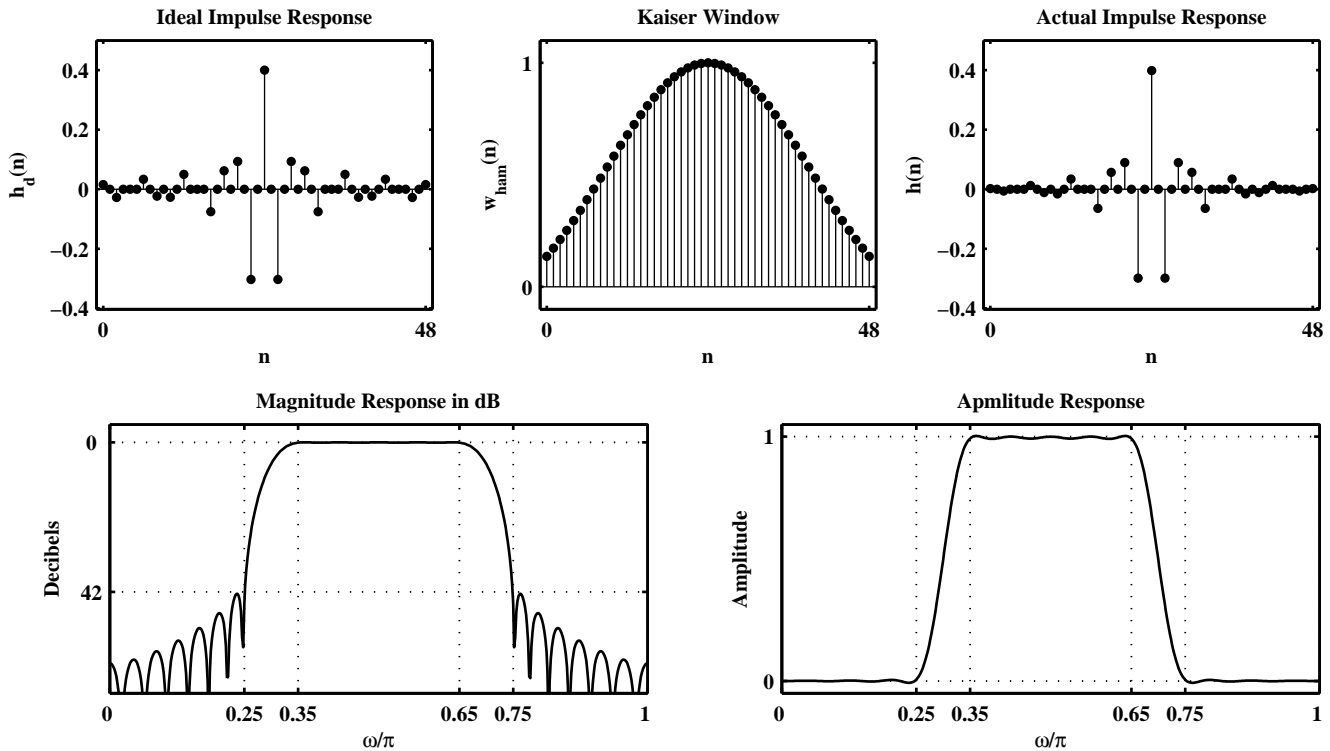 Ideal Impulse Response
Kaiser Window
Actual Impulse Response
0.4
0.2
0
−0.2
−0.4
h_d(n)
0
48
n
1
0
w_ham(n)
0
48
n
0.4
0.2
0
−0.2
−0.4
h(n)
0
48
n
Magnitude Response in dB
0
42
Decibels
0
0.25
0.35
0.65
0.75
1
ω/π
Apmlitude Response
1
0
Amplitude
0
0.25
0.35
0.65
0.75
1
ω/π